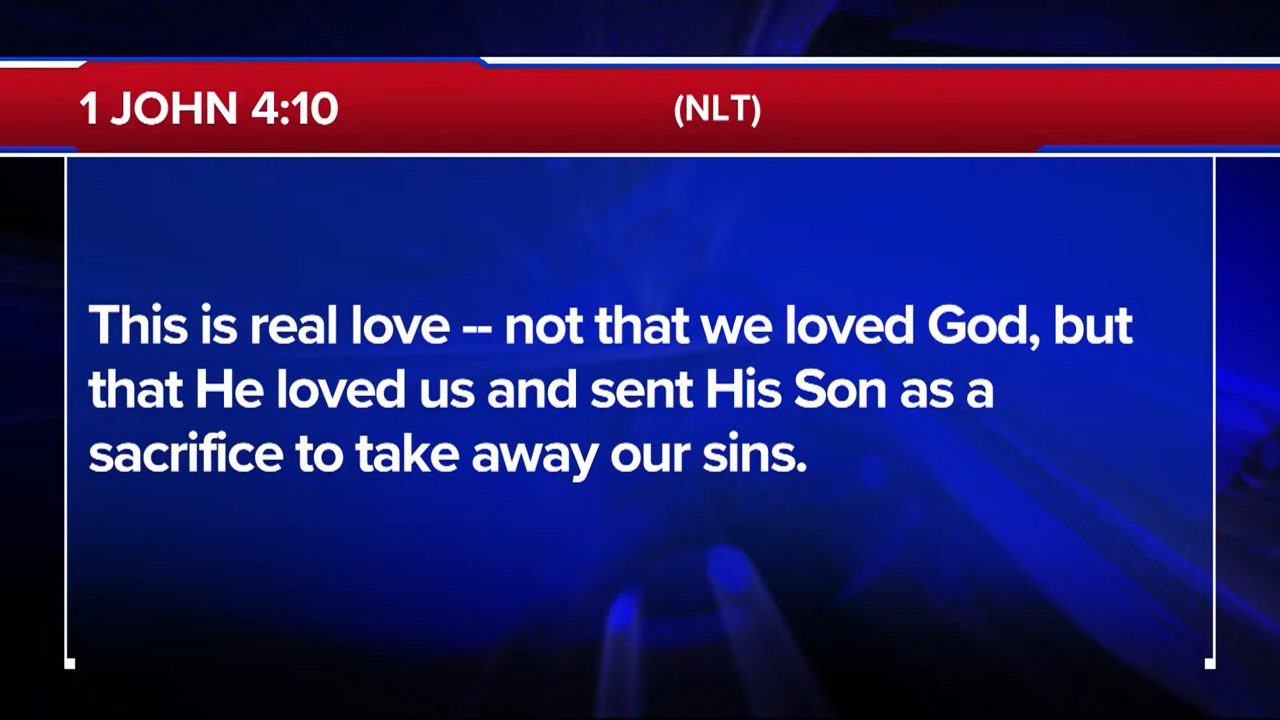 1 JOHN 4:10 (NLT)
This is real love -- not that we loved God, but
that He loved us and sent His Son as a
sacrifice to take away our sins.